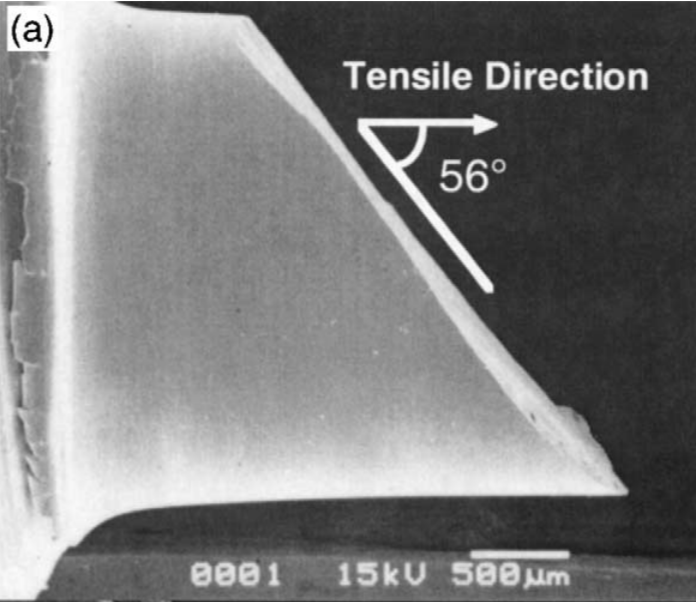 (a)
Tensile Direction
56°
0001 15kV 500μm